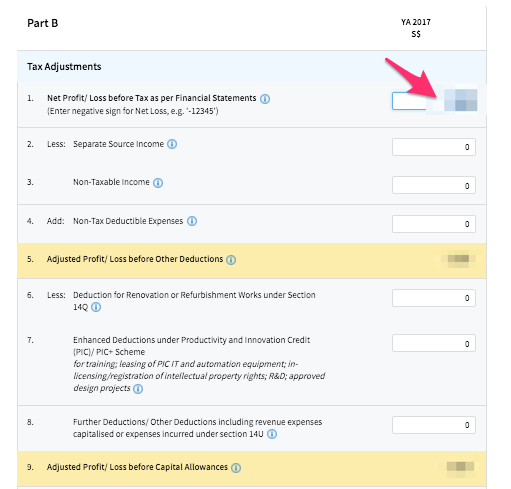 Part B
YA 2017
S$
Tax Adjustments
1. Net Profit/ Loss before Tax as per Financial Statements
(Enter negative sign for Net Loss, e.g. '-12345')
2. Less: Separate Source Income 0
3. Non-Taxable Income 0
4. Add: Non-Tax Deductible Expenses 0
5. Adjusted Profit/ Loss before Other Deductions
6. Less: Deduction for Renovation or Refurbishment Works under Section 0
14Q
7. Enhanced Deductions under Productivity and Innovation Credit 0
(PIC)/ PIC+ Scheme
for training; leasing of PIC IT and automation equipment; in-
licensing/registration of intellectual property rights; R&D; approved
design projects
8. Further Deductions/ Other Deductions including revenue expenses 0
capitalised or expenses incurred under section 14U
9. Adjusted Profit/ Loss before Capital Allowances